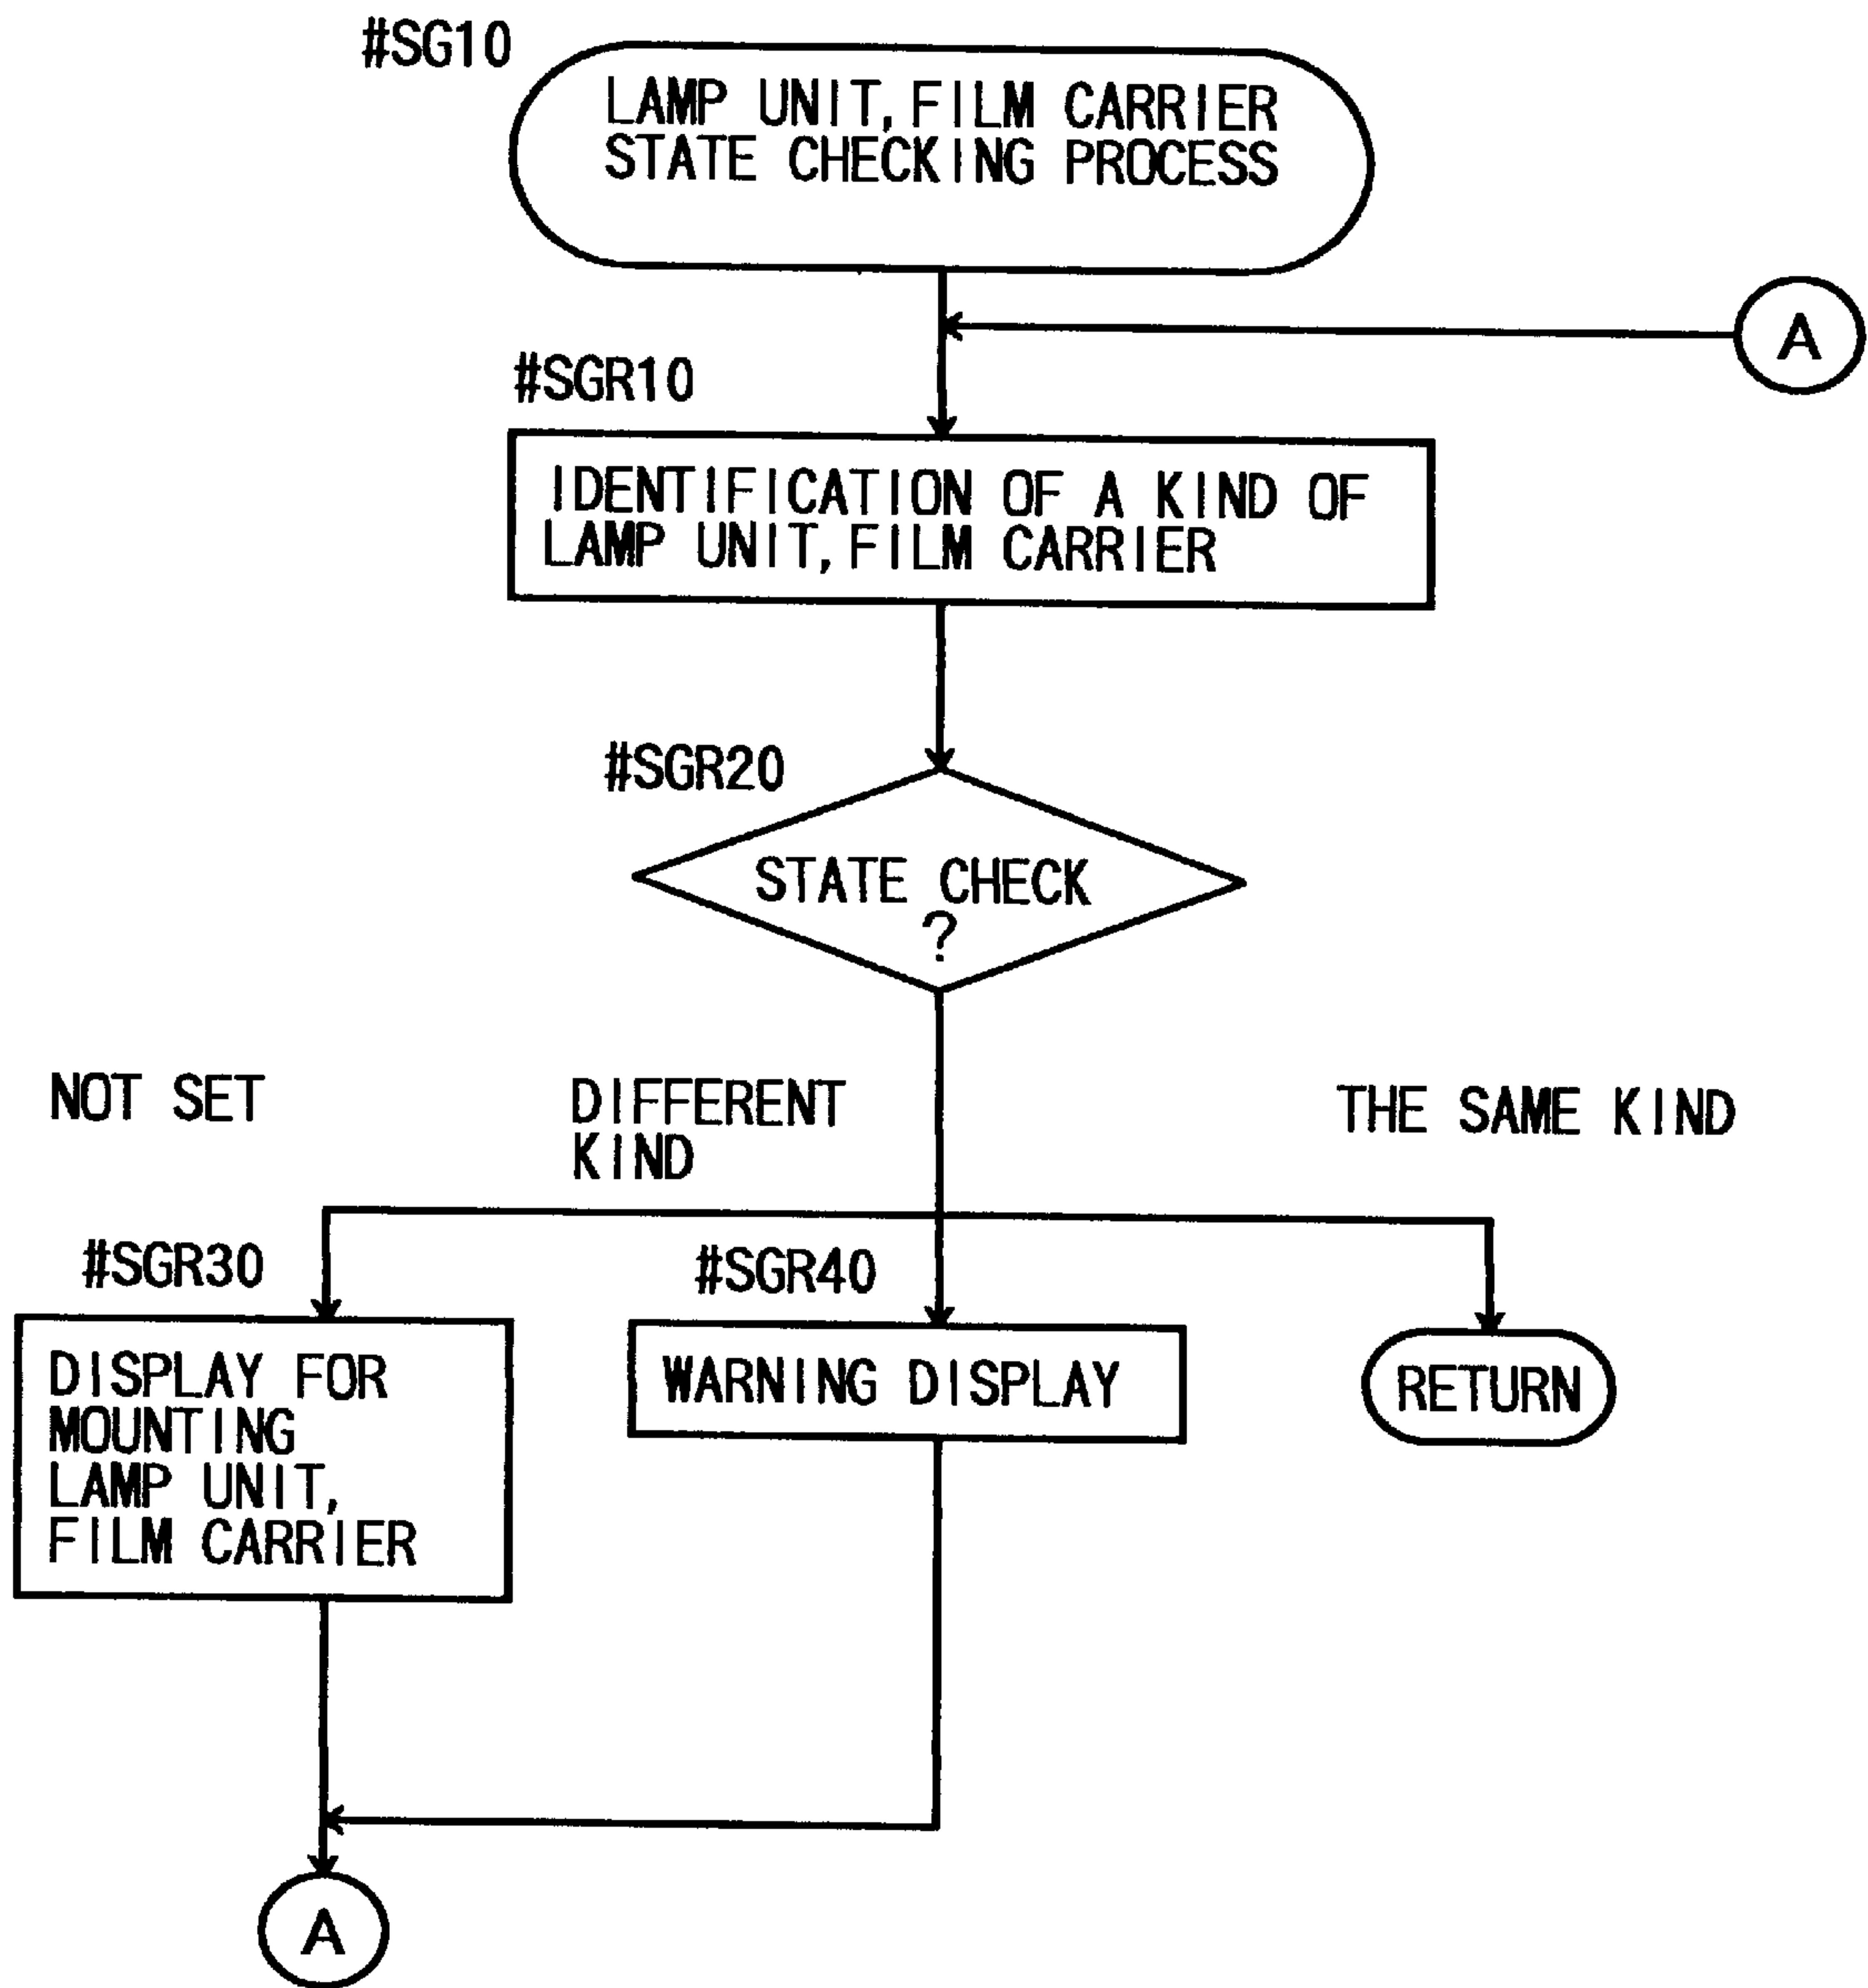 #SG10
LAMP UNIT, FILM CARRIER
STATE CHECKING PROCESS
A
#SGR10
IDENTIFICATION OF A KIND OF
LAMP UNIT, FILM CARRIER
#SGR20
STATE CHECK
?
NOT SET
DIFFERENT
KIND
THE SAME KIND
#SGR30
#SGR40
DISPLAY FOR
MOUNTING
LAMP UNIT,
FILM CARRIER
WARNING DISPLAY
RETURN
A